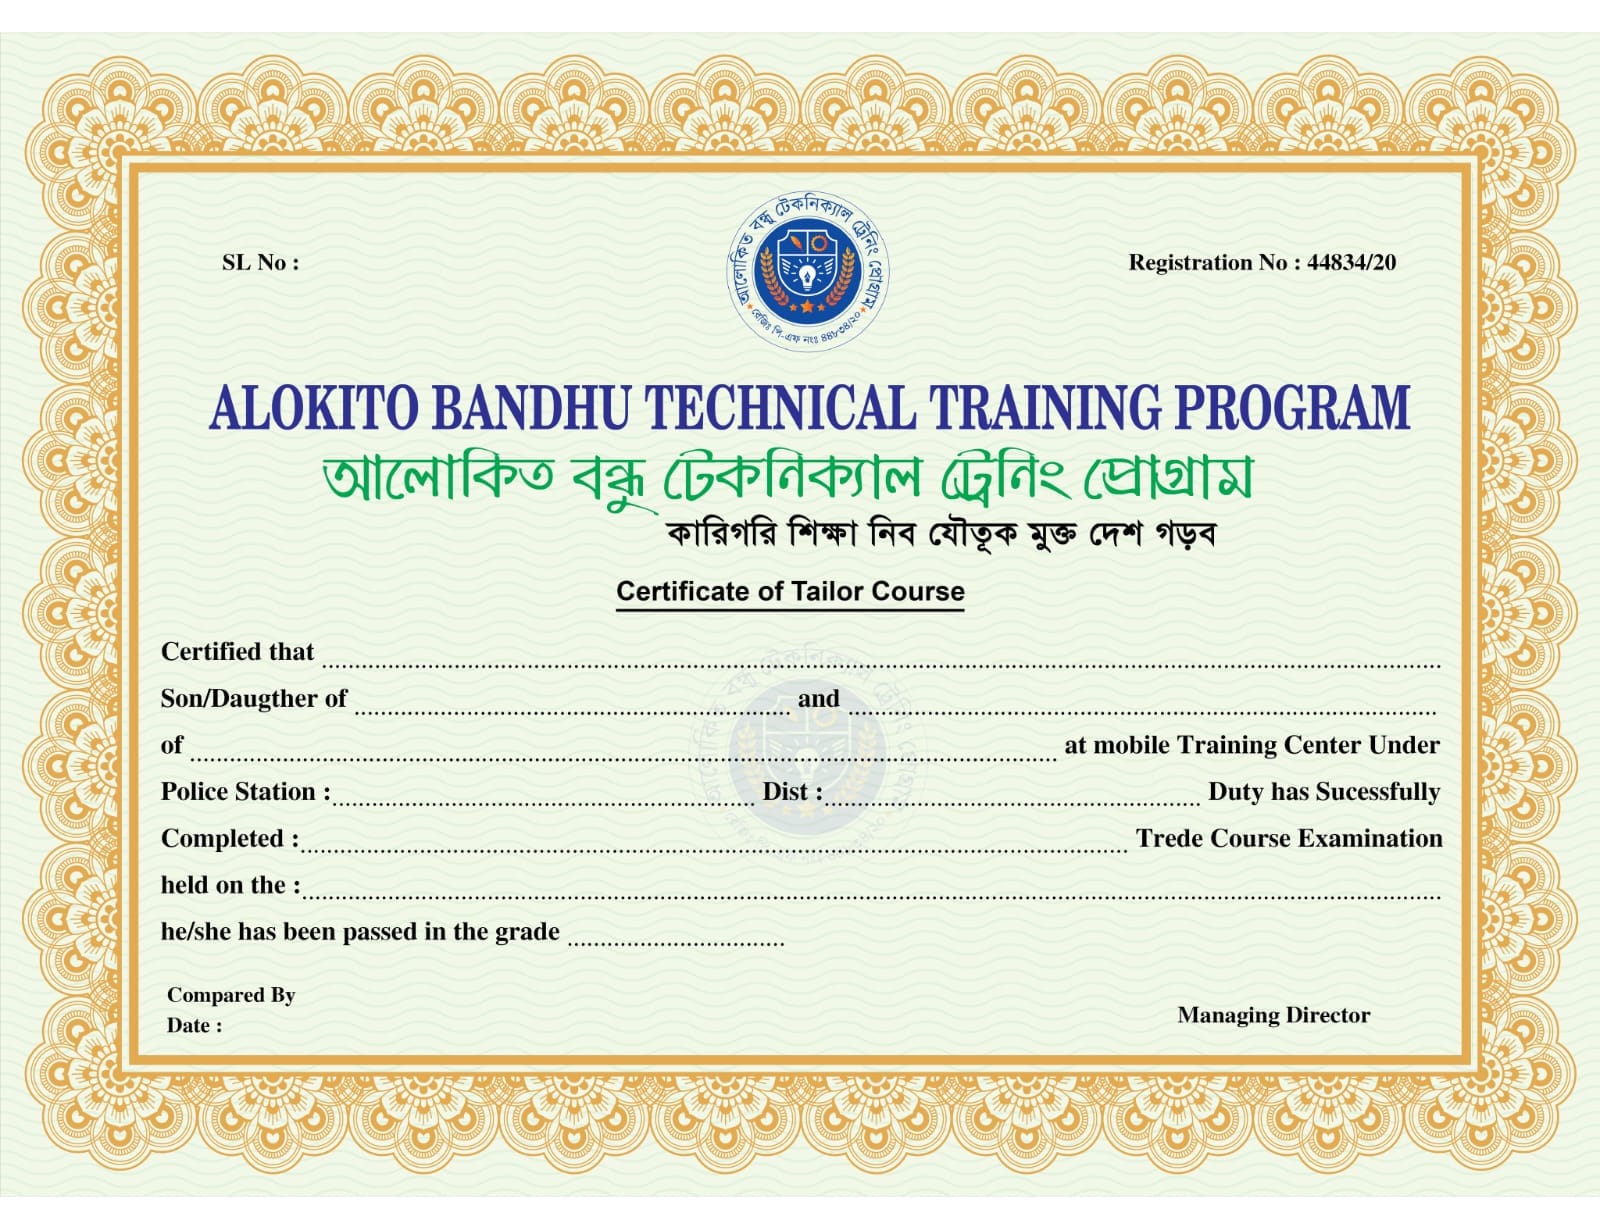 আলোকিত বন্ধু টেকনিক্যাল ট্রেনিং প্রোগ্রাম
রেজিঃ পি-এফ নংঃ ৪৪৮৩৪/২০
SL No :
Registration No : 44834/20
ALOKITO BANDHU TECHNICAL TRAINING PROGRAM
আলোকিত বন্ধু টেকনিক্যাল ট্রেনিং প্রোগ্রাম
কারিগরি শিক্ষা নিব যৌতূক মুক্ত দেশ গড়ব
Certificate of Tailor Course
Certified that
Son/Daugther of and
of at mobile Training Center Under
Police Station : Dist : Duty has Sucessfully
Completed : Trede Course Examination
held on the :
he/she has been passed in the grade
Compared By
Date :
Managing Director